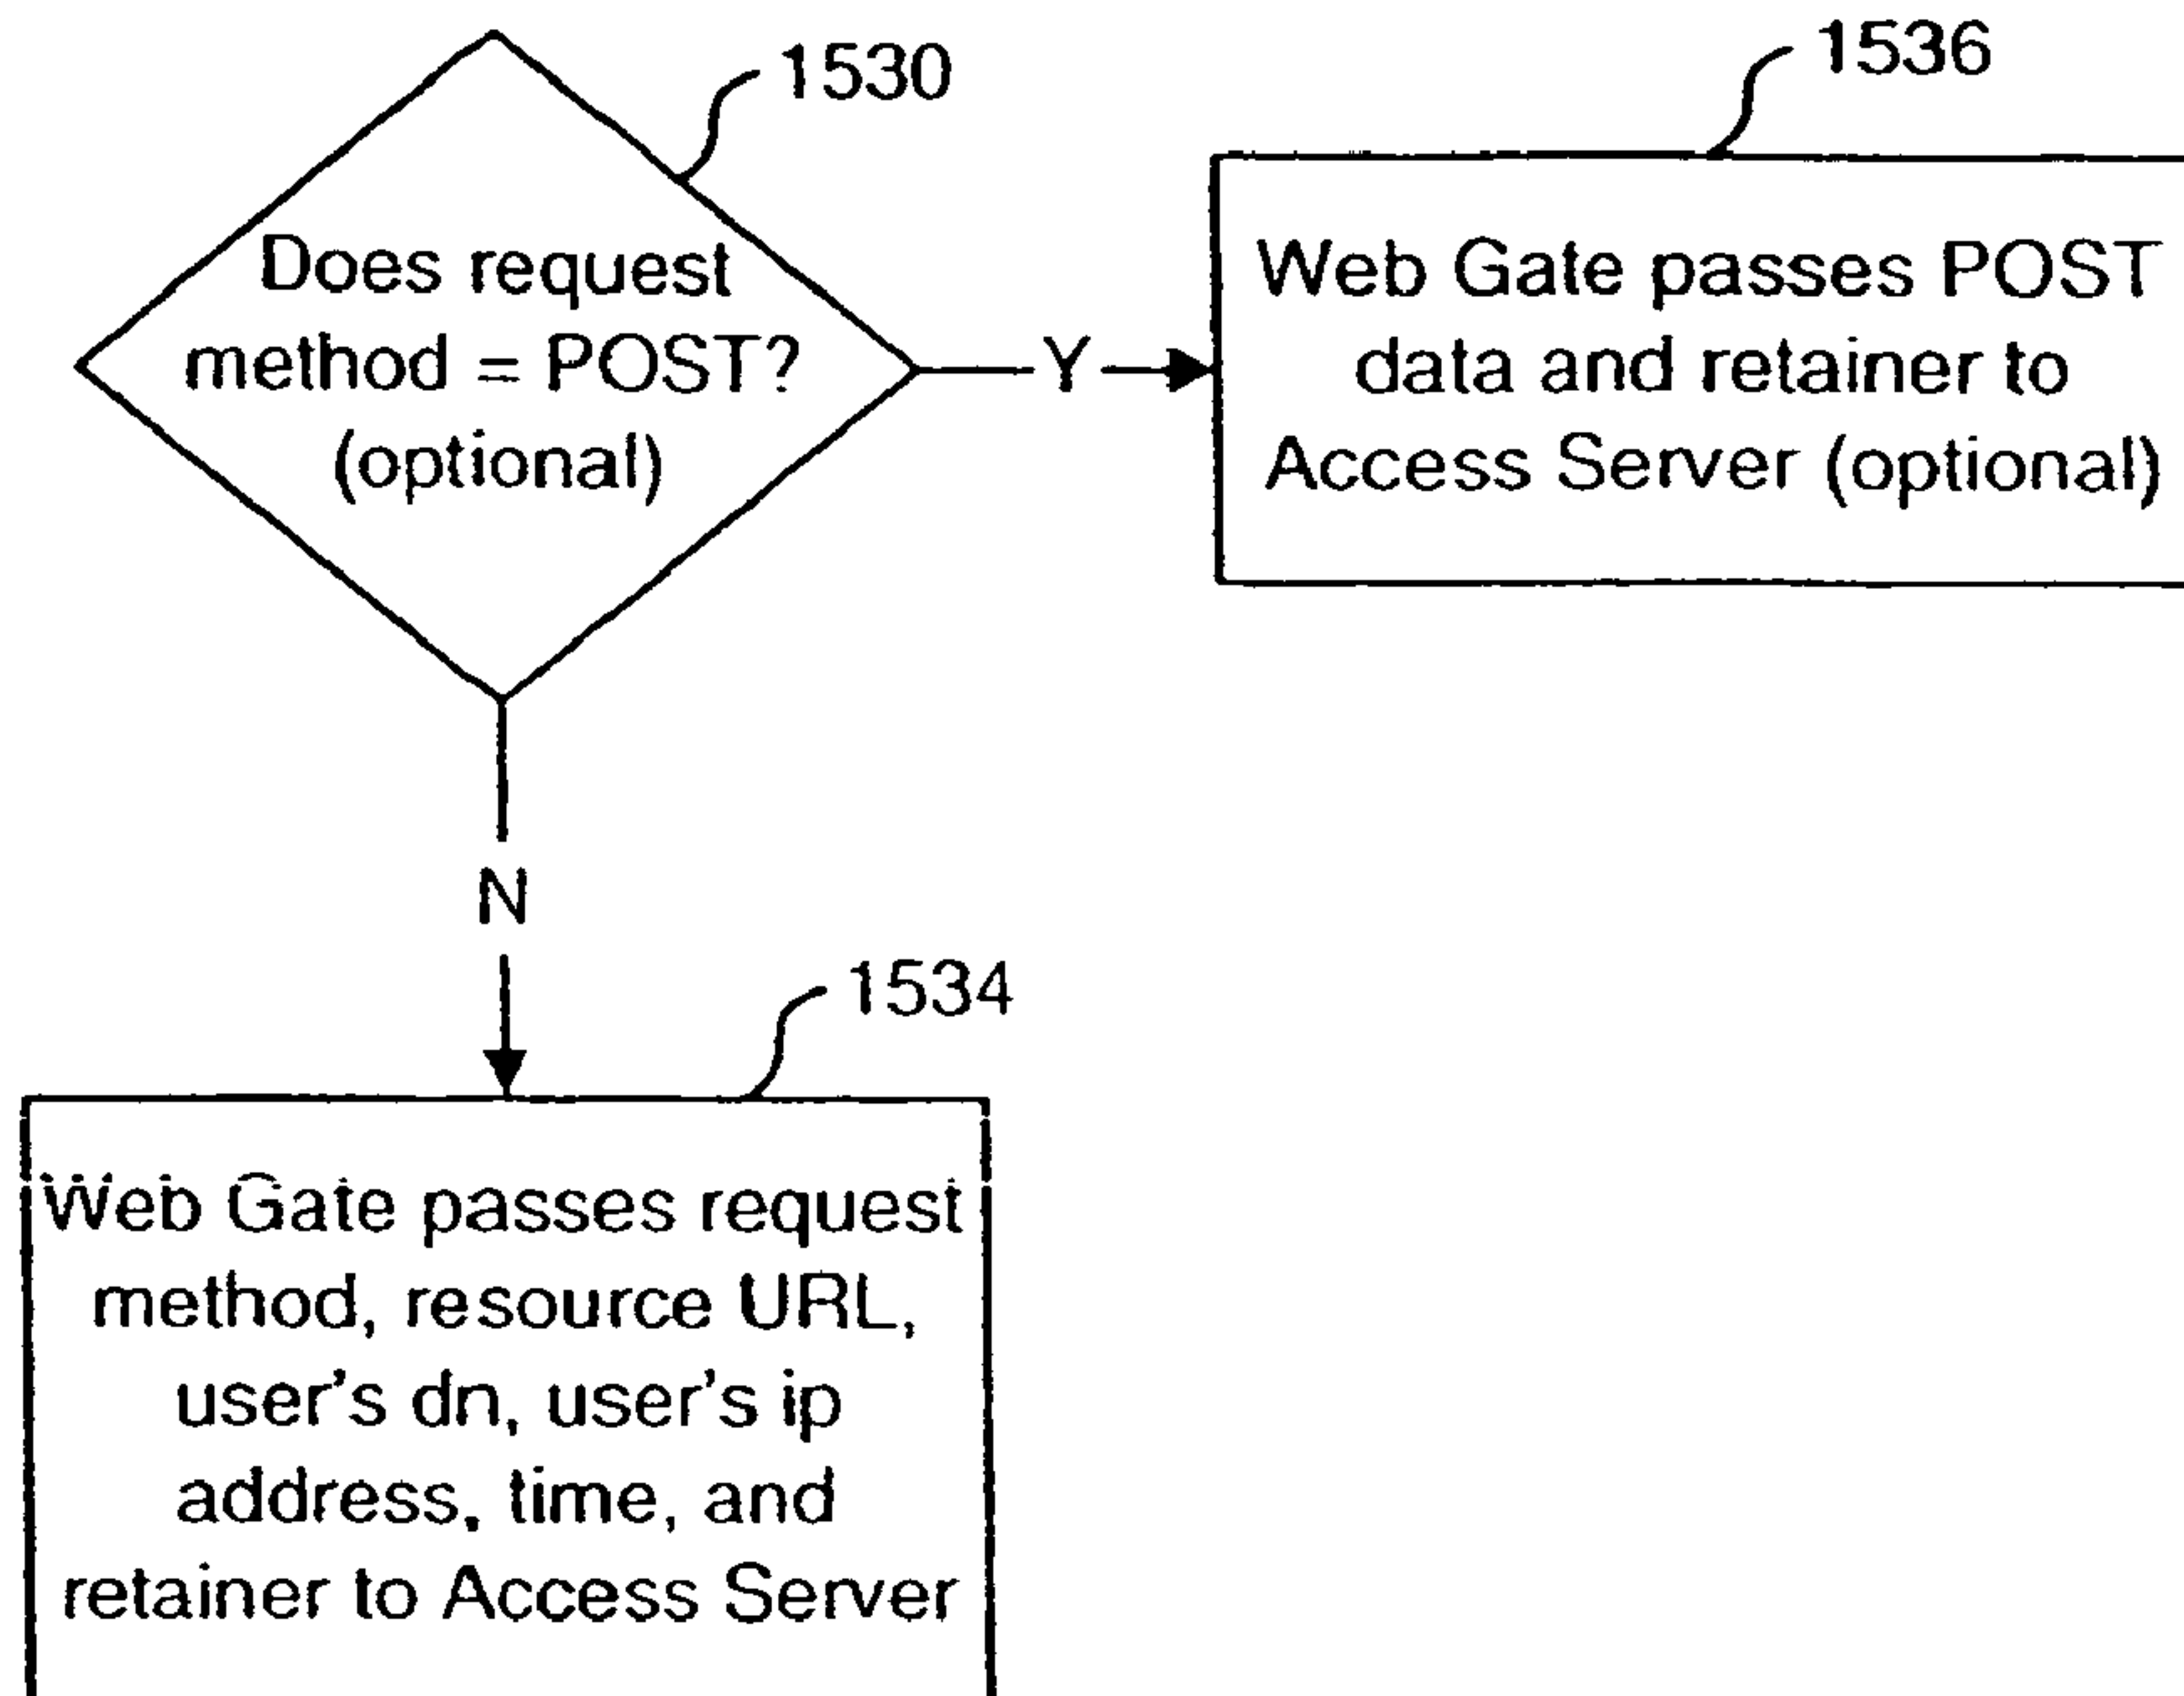 1530
Does request
method = POST?
(optional)
Y
1536
Web Gate passes POST
data and retainer to
Access Server (optional)
N
1534
Web Gate passes request
method, resource URL,
user's dn, user's ip
address, time, and
retainer to Access Server